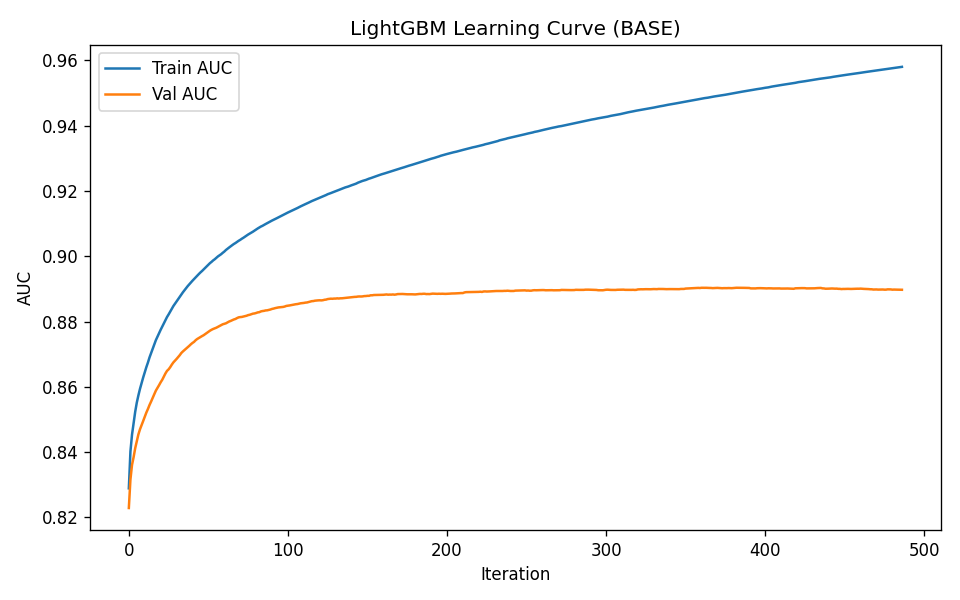 LightGBM Learning Curve (BASE)
Train AUC
Val AUC
AUC
0.96
0.94
0.92
0.90
0.88
0.86
0.84
0.82
0 100 200 300 400 500
Iteration